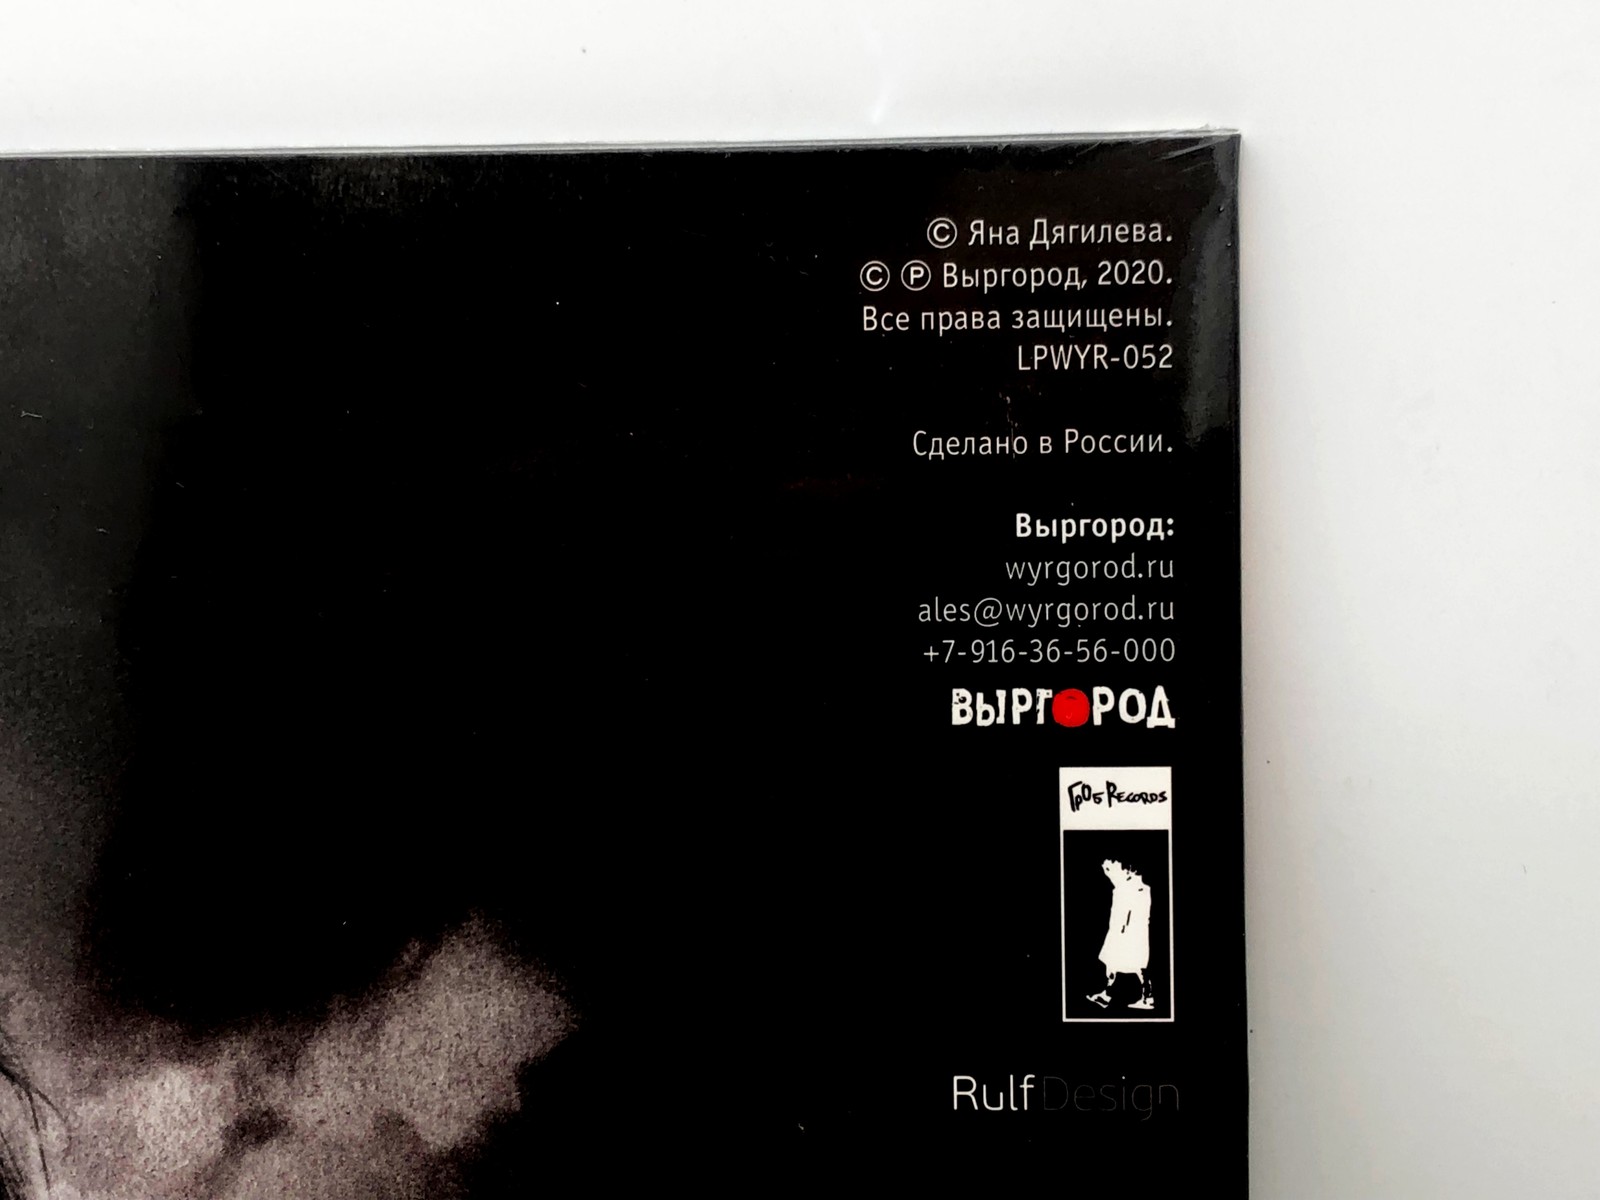 © Яна Дягилева.
© ℗ Выргород, 2020.
Все права защищены.
LPWYR-052
Сделано в России.
Выргород:
wyrgorod.ru
ales@wyrgorod.ru
+7-916-36-56-000
ВЫРГОРОД
ГрОб Records
RulfDesign